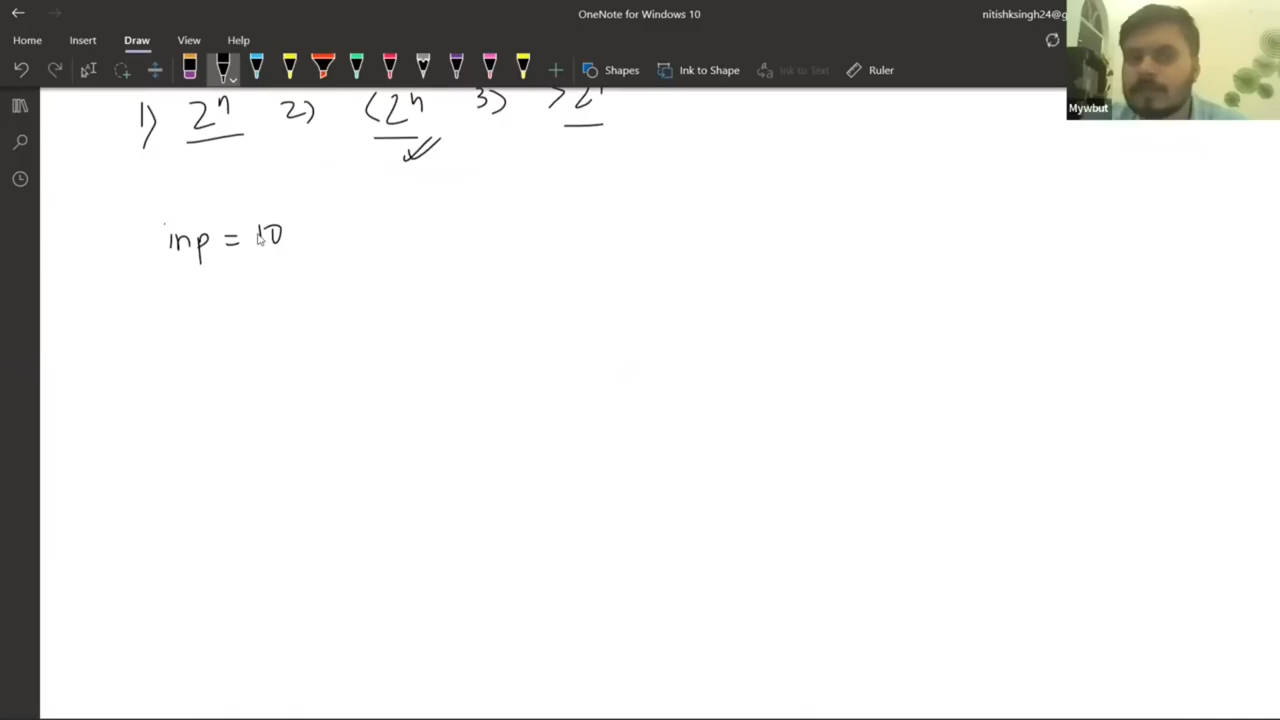 OneNote for Windows 10
nitishksingh24@g
Home Insert Draw View Help
Shapes Ink to Shape Ink to Text Ruler
Mywbut
1) 2ⁿ 2) <2ⁿ 3) >2ⁿ
inp = 10